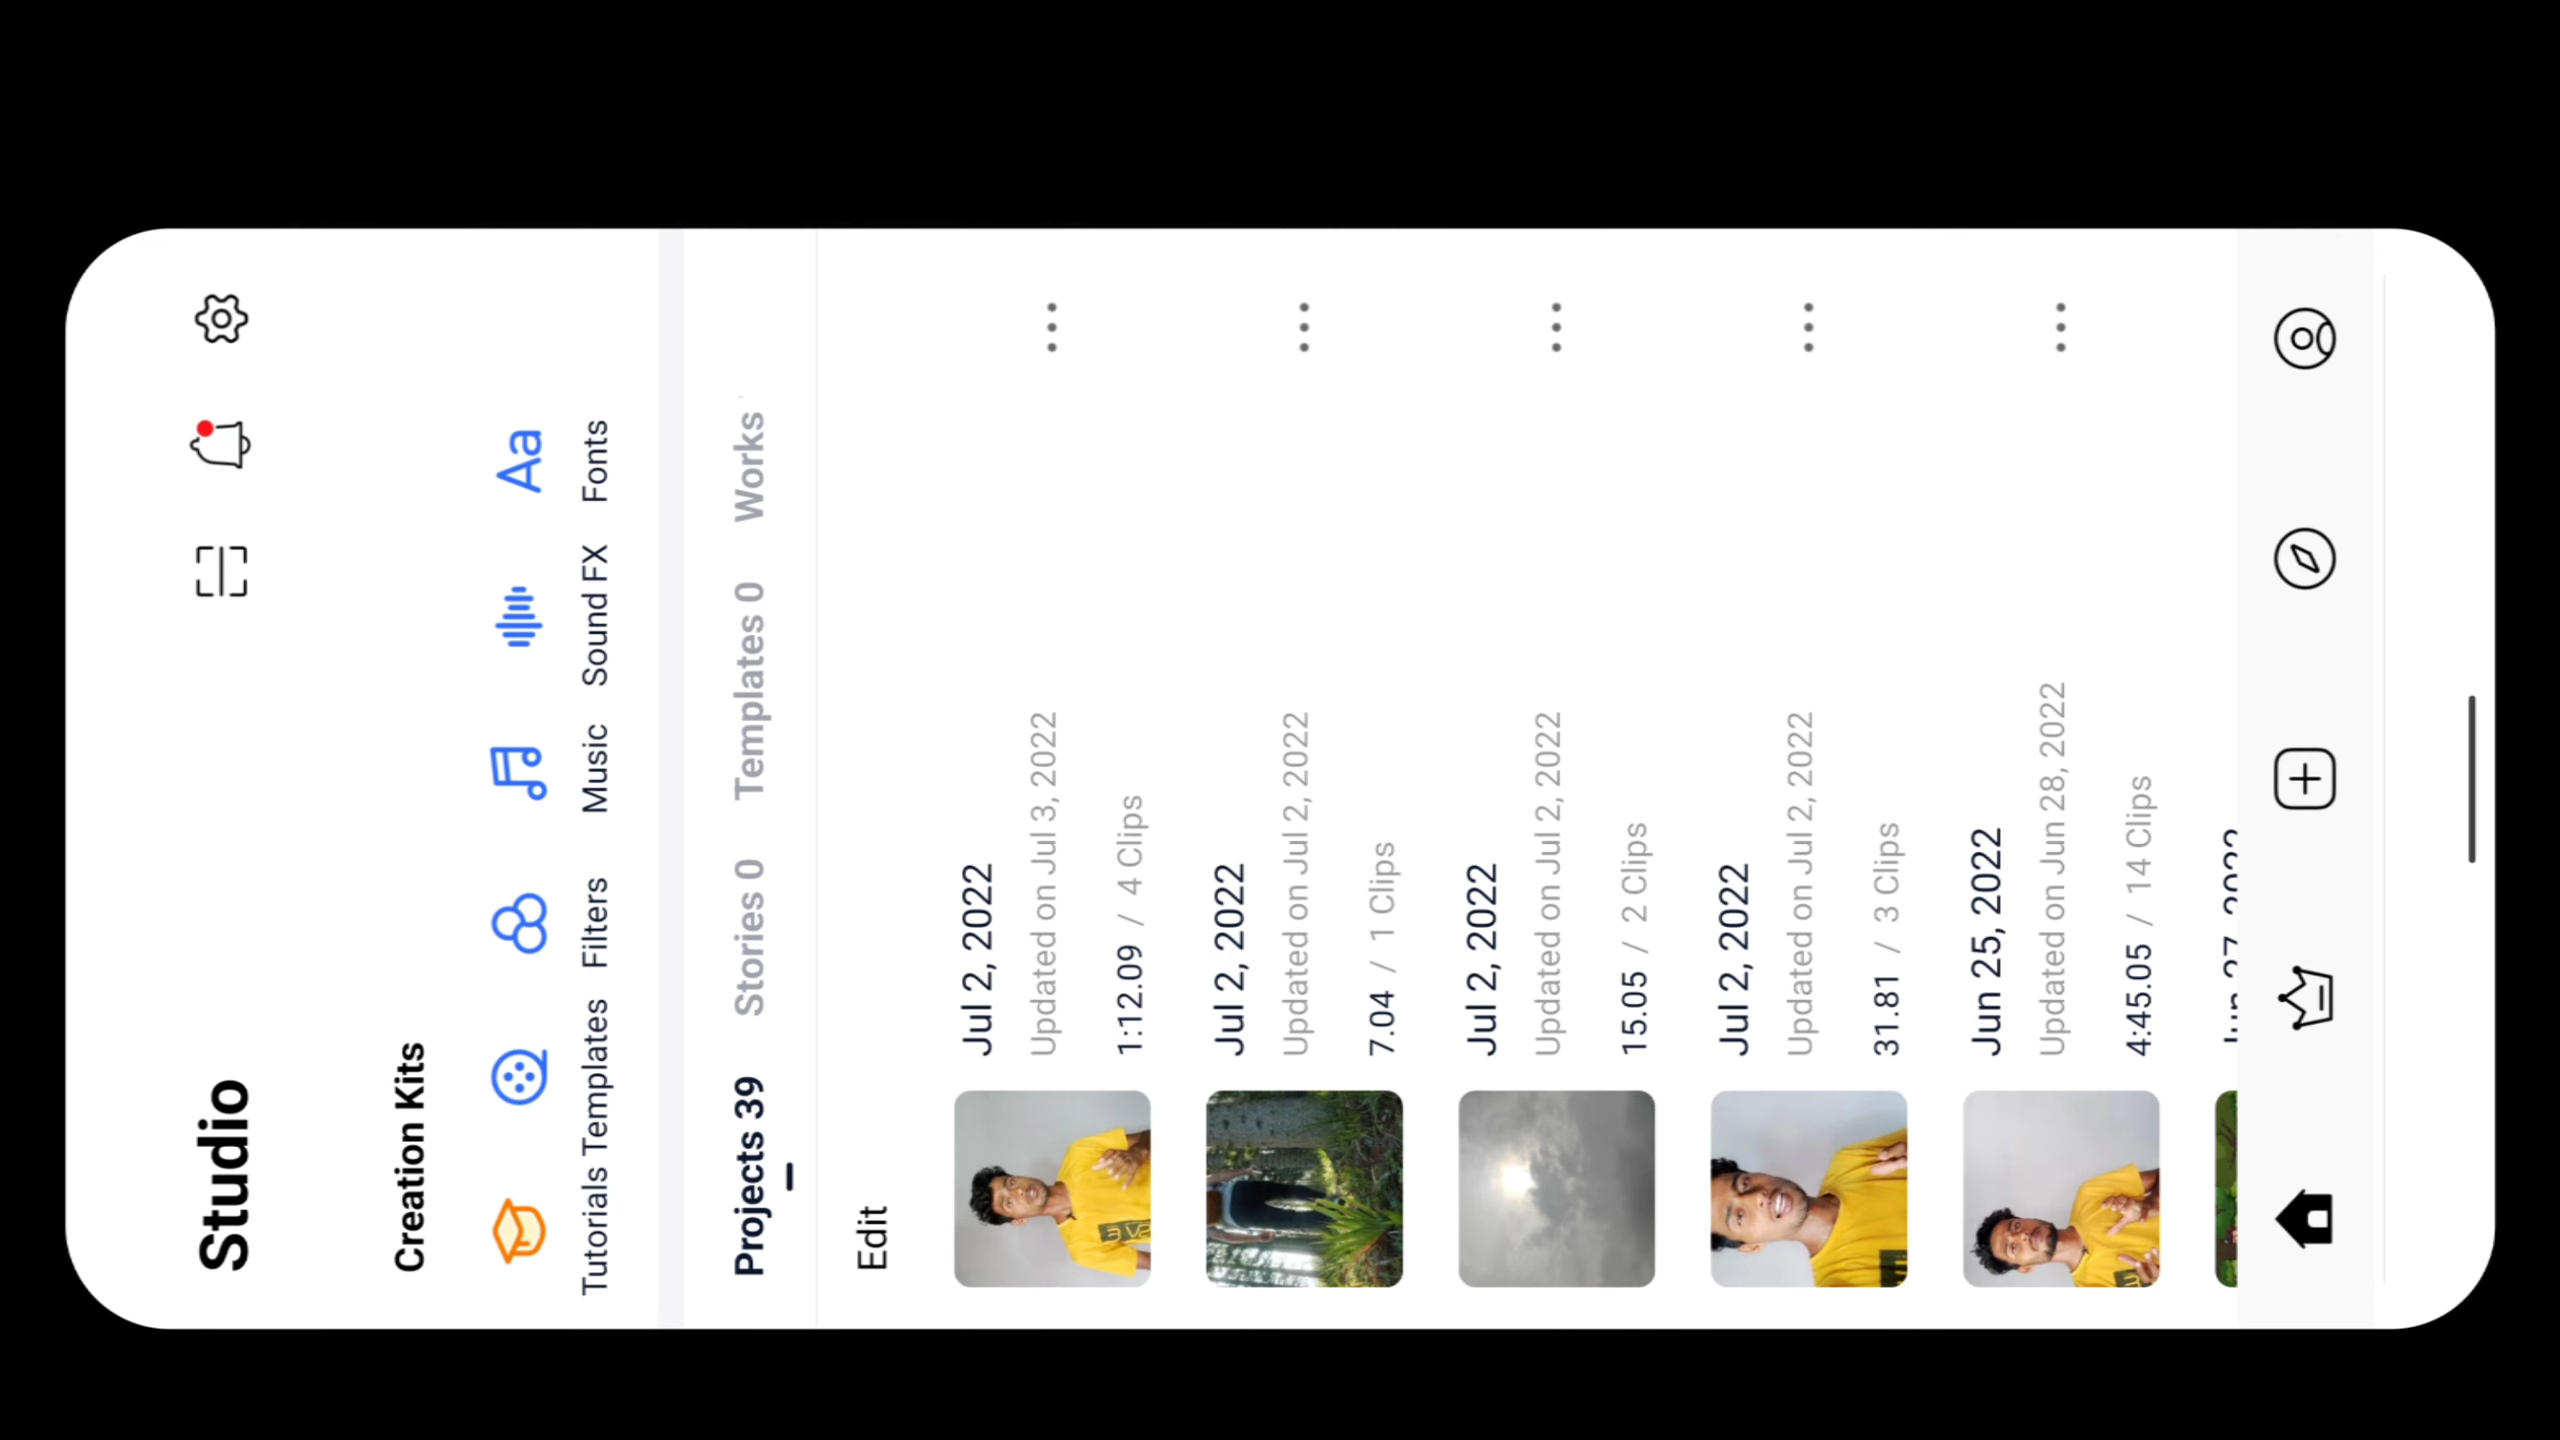 Studio
Creation Kits
Tutorials Templates Filters Music Sound FX Fonts
Projects 39 Stories 0 Templates 0 Works
Edit
Jul 2, 2022
Updated on Jul 3, 2022
1:12.09 / 4 Clips
Jul 2, 2022
Updated on Jul 2, 2022
7.04 / 1 Clips
Jul 2, 2022
Updated on Jul 2, 2022
15.05 / 2 Clips
Jul 2, 2022
Updated on Jul 2, 2022
31.81 / 3 Clips
Jun 25, 2022
Updated on Jun 28, 2022
4:45.05 / 14 Clips